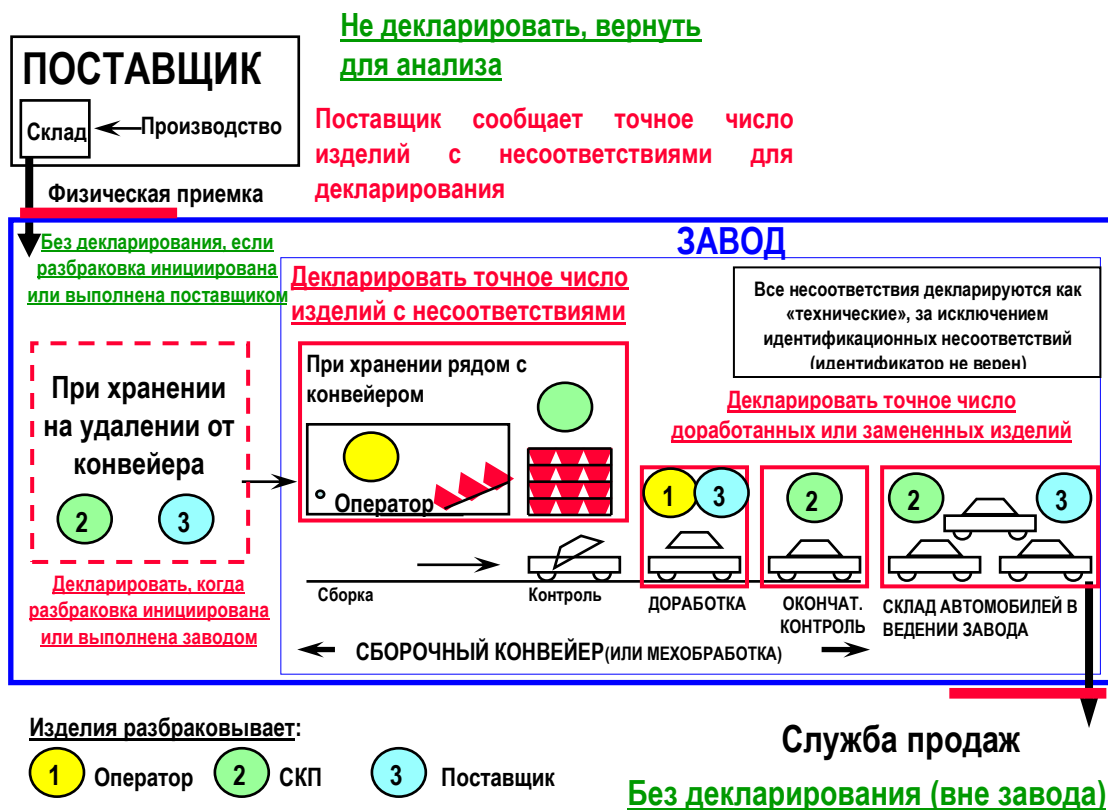 Не декларировать, вернуть
для анализа
ПОСТАВЩИК
Склад
Производство
Поставщик сообщает точное число
изделий с несоответствиями для
декларирования
Физическая приемка
ЗАВОД
Без декларирования, если
разбраковка инициирована
или выполнена поставщиком
Декларировать точное число
изделий с несоответствиями
Все несоответствия декларируются как
«технические», за исключением
идентификационных несоответствий
(идентификатор не верен)
При хранении
на удалении от
конвейера
2
3
При хранении рядом с
конвейером
Оператор
Декларировать точное число
доработанных или замененных изделий
1
3
2
2
3
Декларировать, когда
разбраковка инициирована
или выполнена заводом
Сборка
Контроль
ДОРАБОТКА
ОКОНЧАТ.
КОНТРОЛЬ
СКЛАД АВТОМОБИЛЕЙ В
ВЕДЕНИИ ЗАВОДА
СБОРОЧНЫЙ КОНВЕЙЕР(ИЛИ МЕХОБРАБОТКА)
Изделия разбраковывает:
1 Оператор
2 СКП
3 Поставщик
Служба продаж
Без декларирования (вне завода)